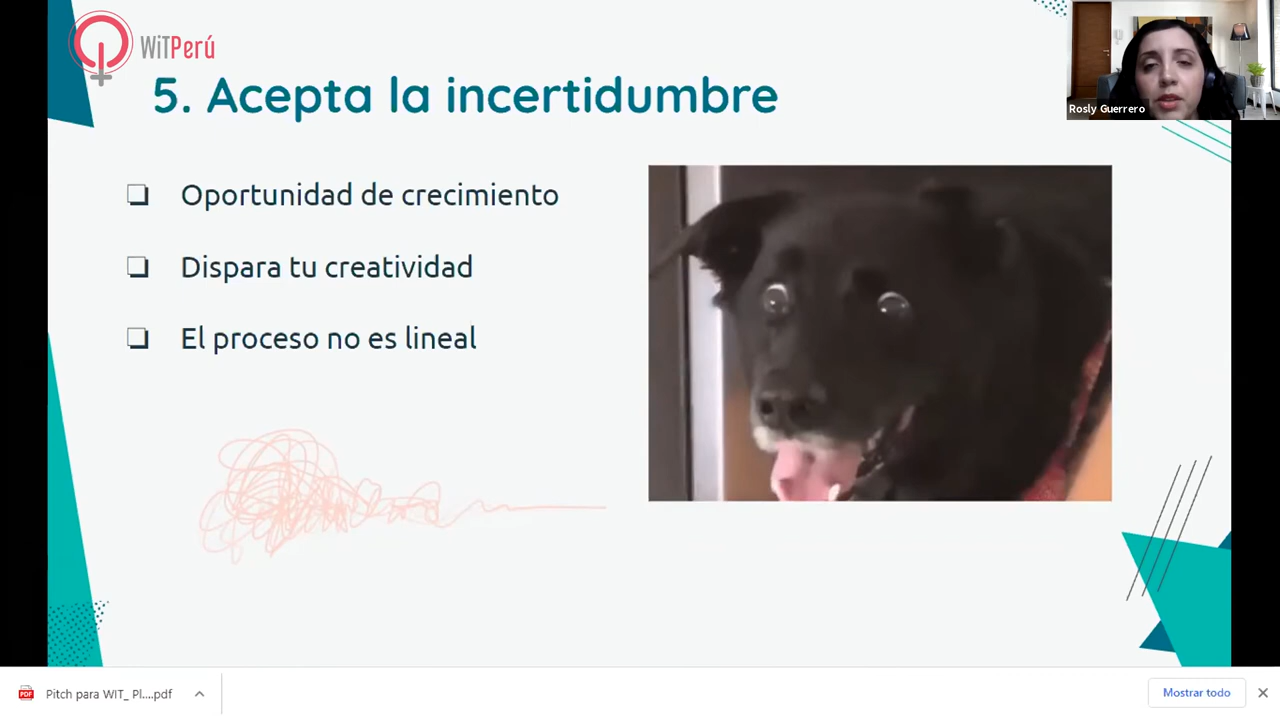 WiTPerú
5. Acepta la incertidumbre
Oportunidad de crecimiento
Dispara tu creatividad
El proceso no es lineal
Rosly Guerrero
PDF
Pitch para WIT_ Pl....pdf
Mostrar todo